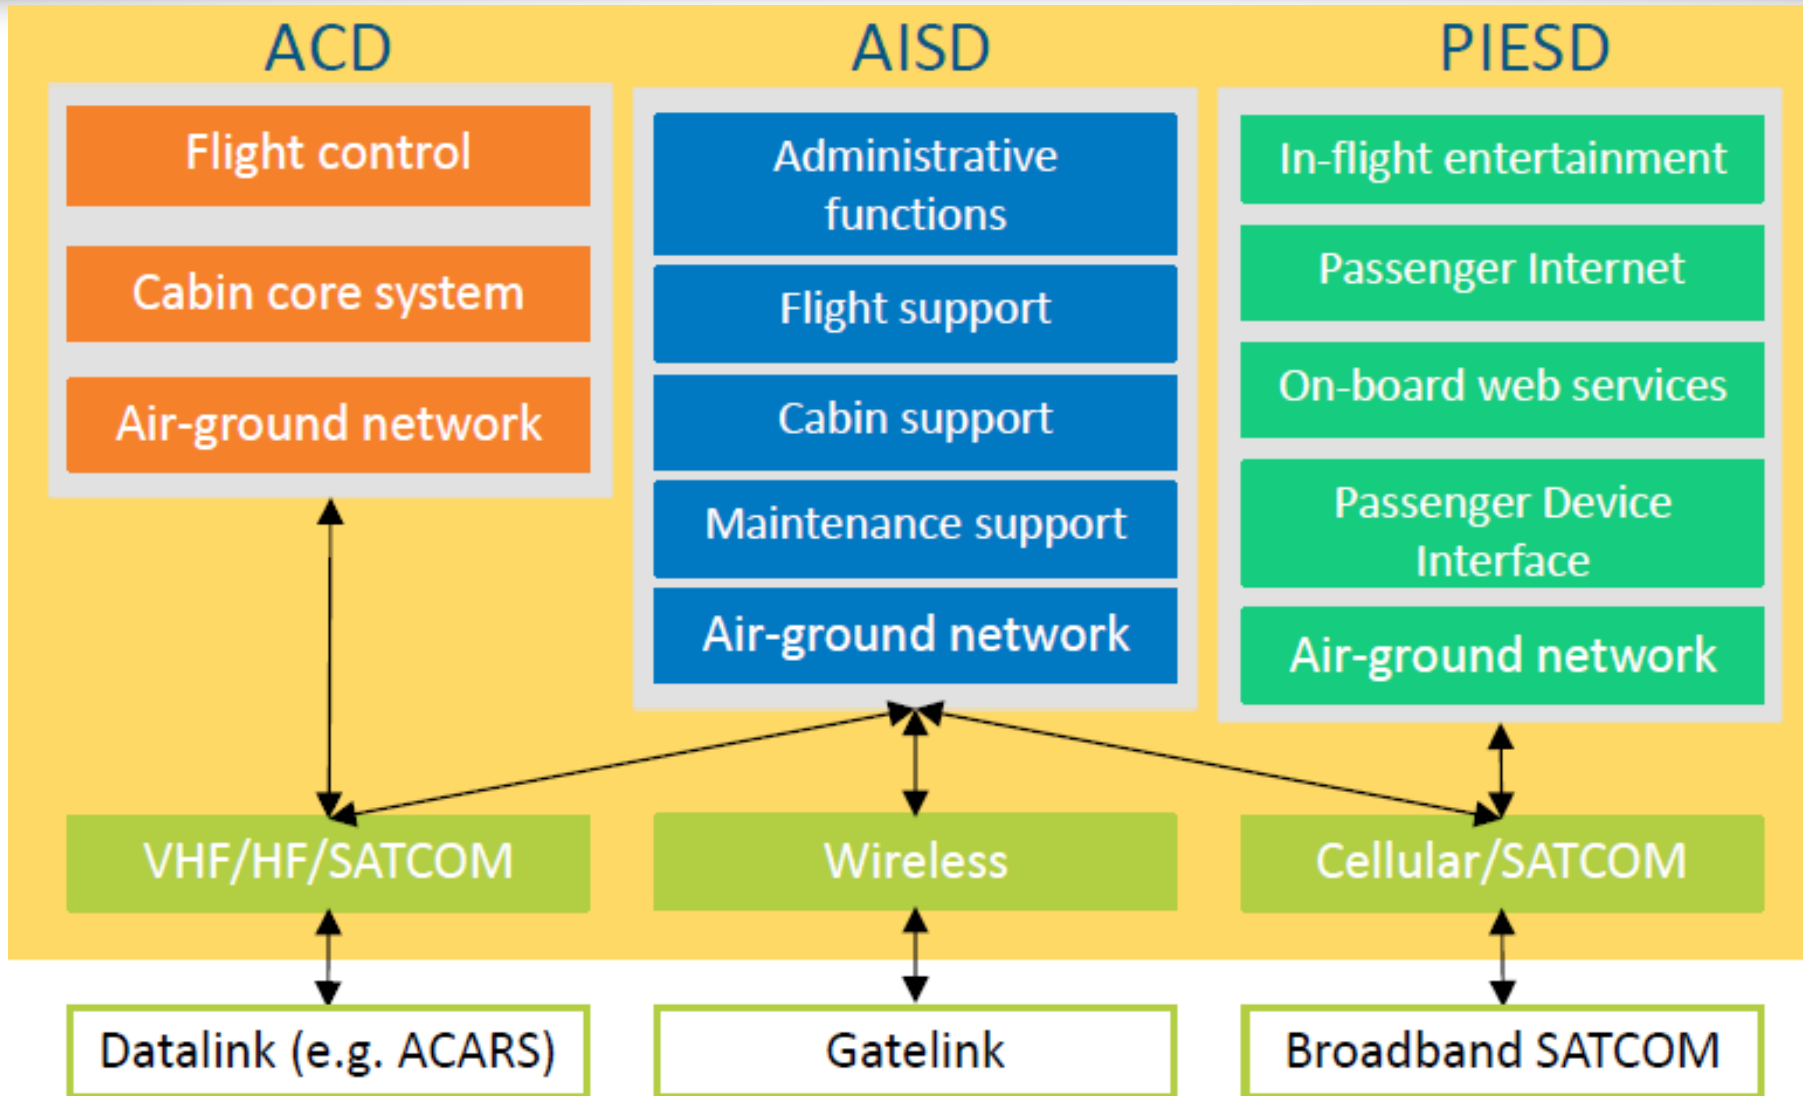 ACD
Flight control
Cabin core system
Air-ground network
AISD
Administrative
functions
Flight support
Cabin support
Maintenance support
Air-ground network
PIESD
In-flight entertainment
Passenger Internet
On-board web services
Passenger Device
Interface
Air-ground network
VHF/HF/SATCOM
Wireless
Cellular/SATCOM
Datalink (e.g. ACARS)
Gatelink
Broadband SATCOM